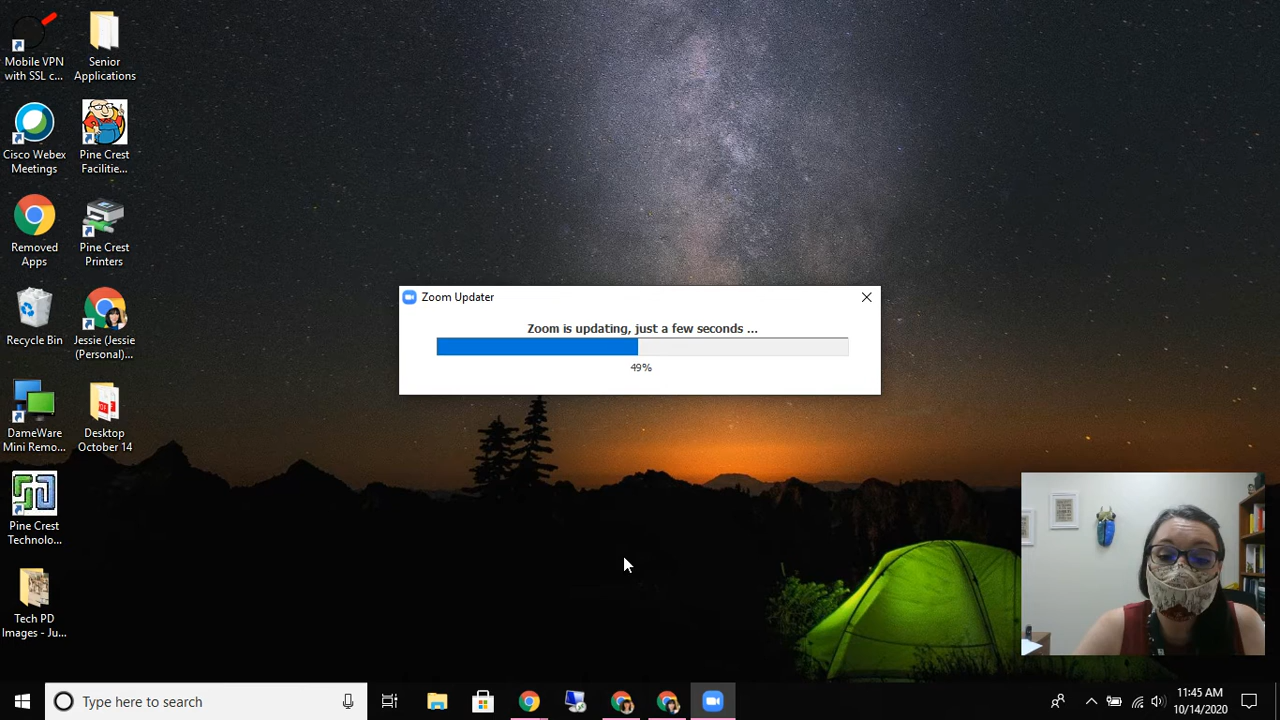 Mobile VPN
with SSL c...
Senior
Applications
Cisco Webex
Meetings
Pine Crest
Facilitie...
Removed
Apps
Pine Crest
Printers
Recycle Bin
Jessie (Jessie
(Personal)...
DameWare
Mini Remo...
Desktop
October 14
Pine Crest
Technolo...
Tech PD
Images - Ju...
Zoom Updater
Zoom is updating, just a few seconds ...
49%
Type here to search
11:45 AM
10/14/2020